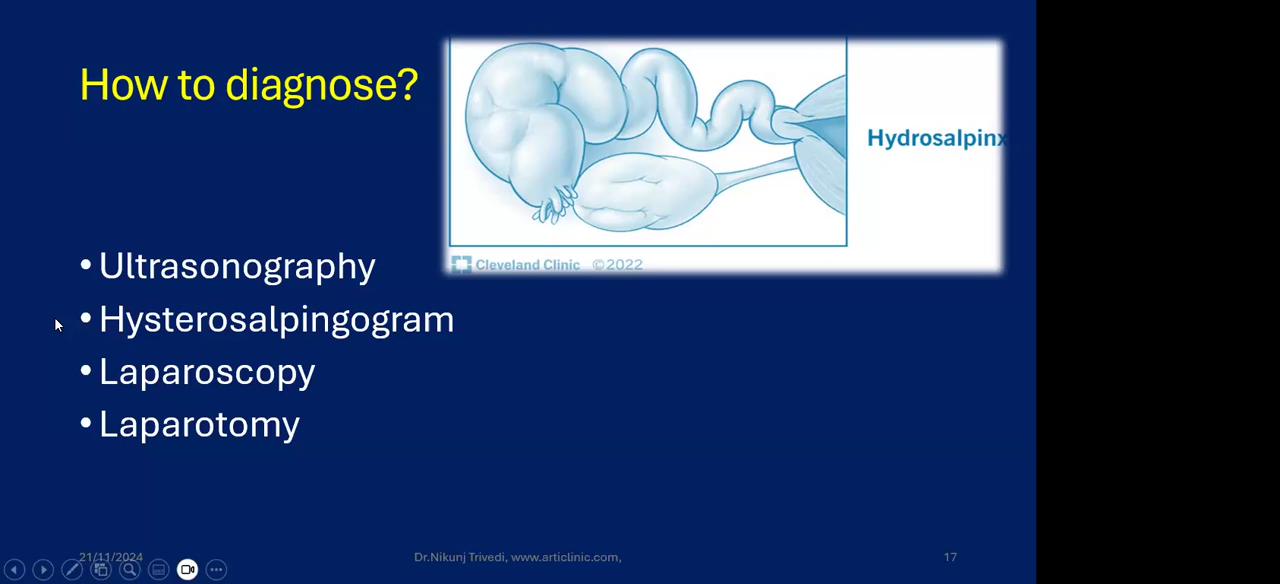 How to diagnose?
Hydrosalpinx
Cleveland Clinic ©2022
• Ultrasonography
• Hysterosalpingogram
• Laparoscopy
• Laparotomy
21/11/2024
Dr.Nikunj Trivedi, www.articlinic.com,
17